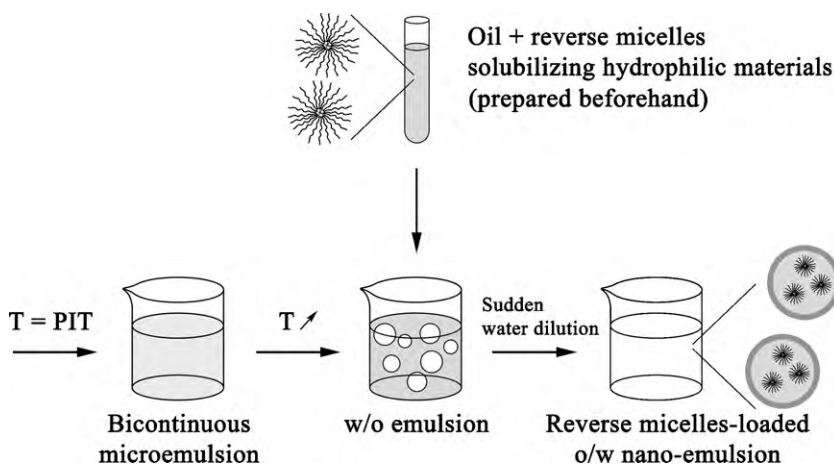 Oil + reverse micelles
solubilizing hydrophilic materials
(prepared beforehand)
T = PIT
T ↗
Sudden
water dilution
Bicontinuous
microemulsion
w/o emulsion
Reverse micelles-loaded
o/w nano-emulsion